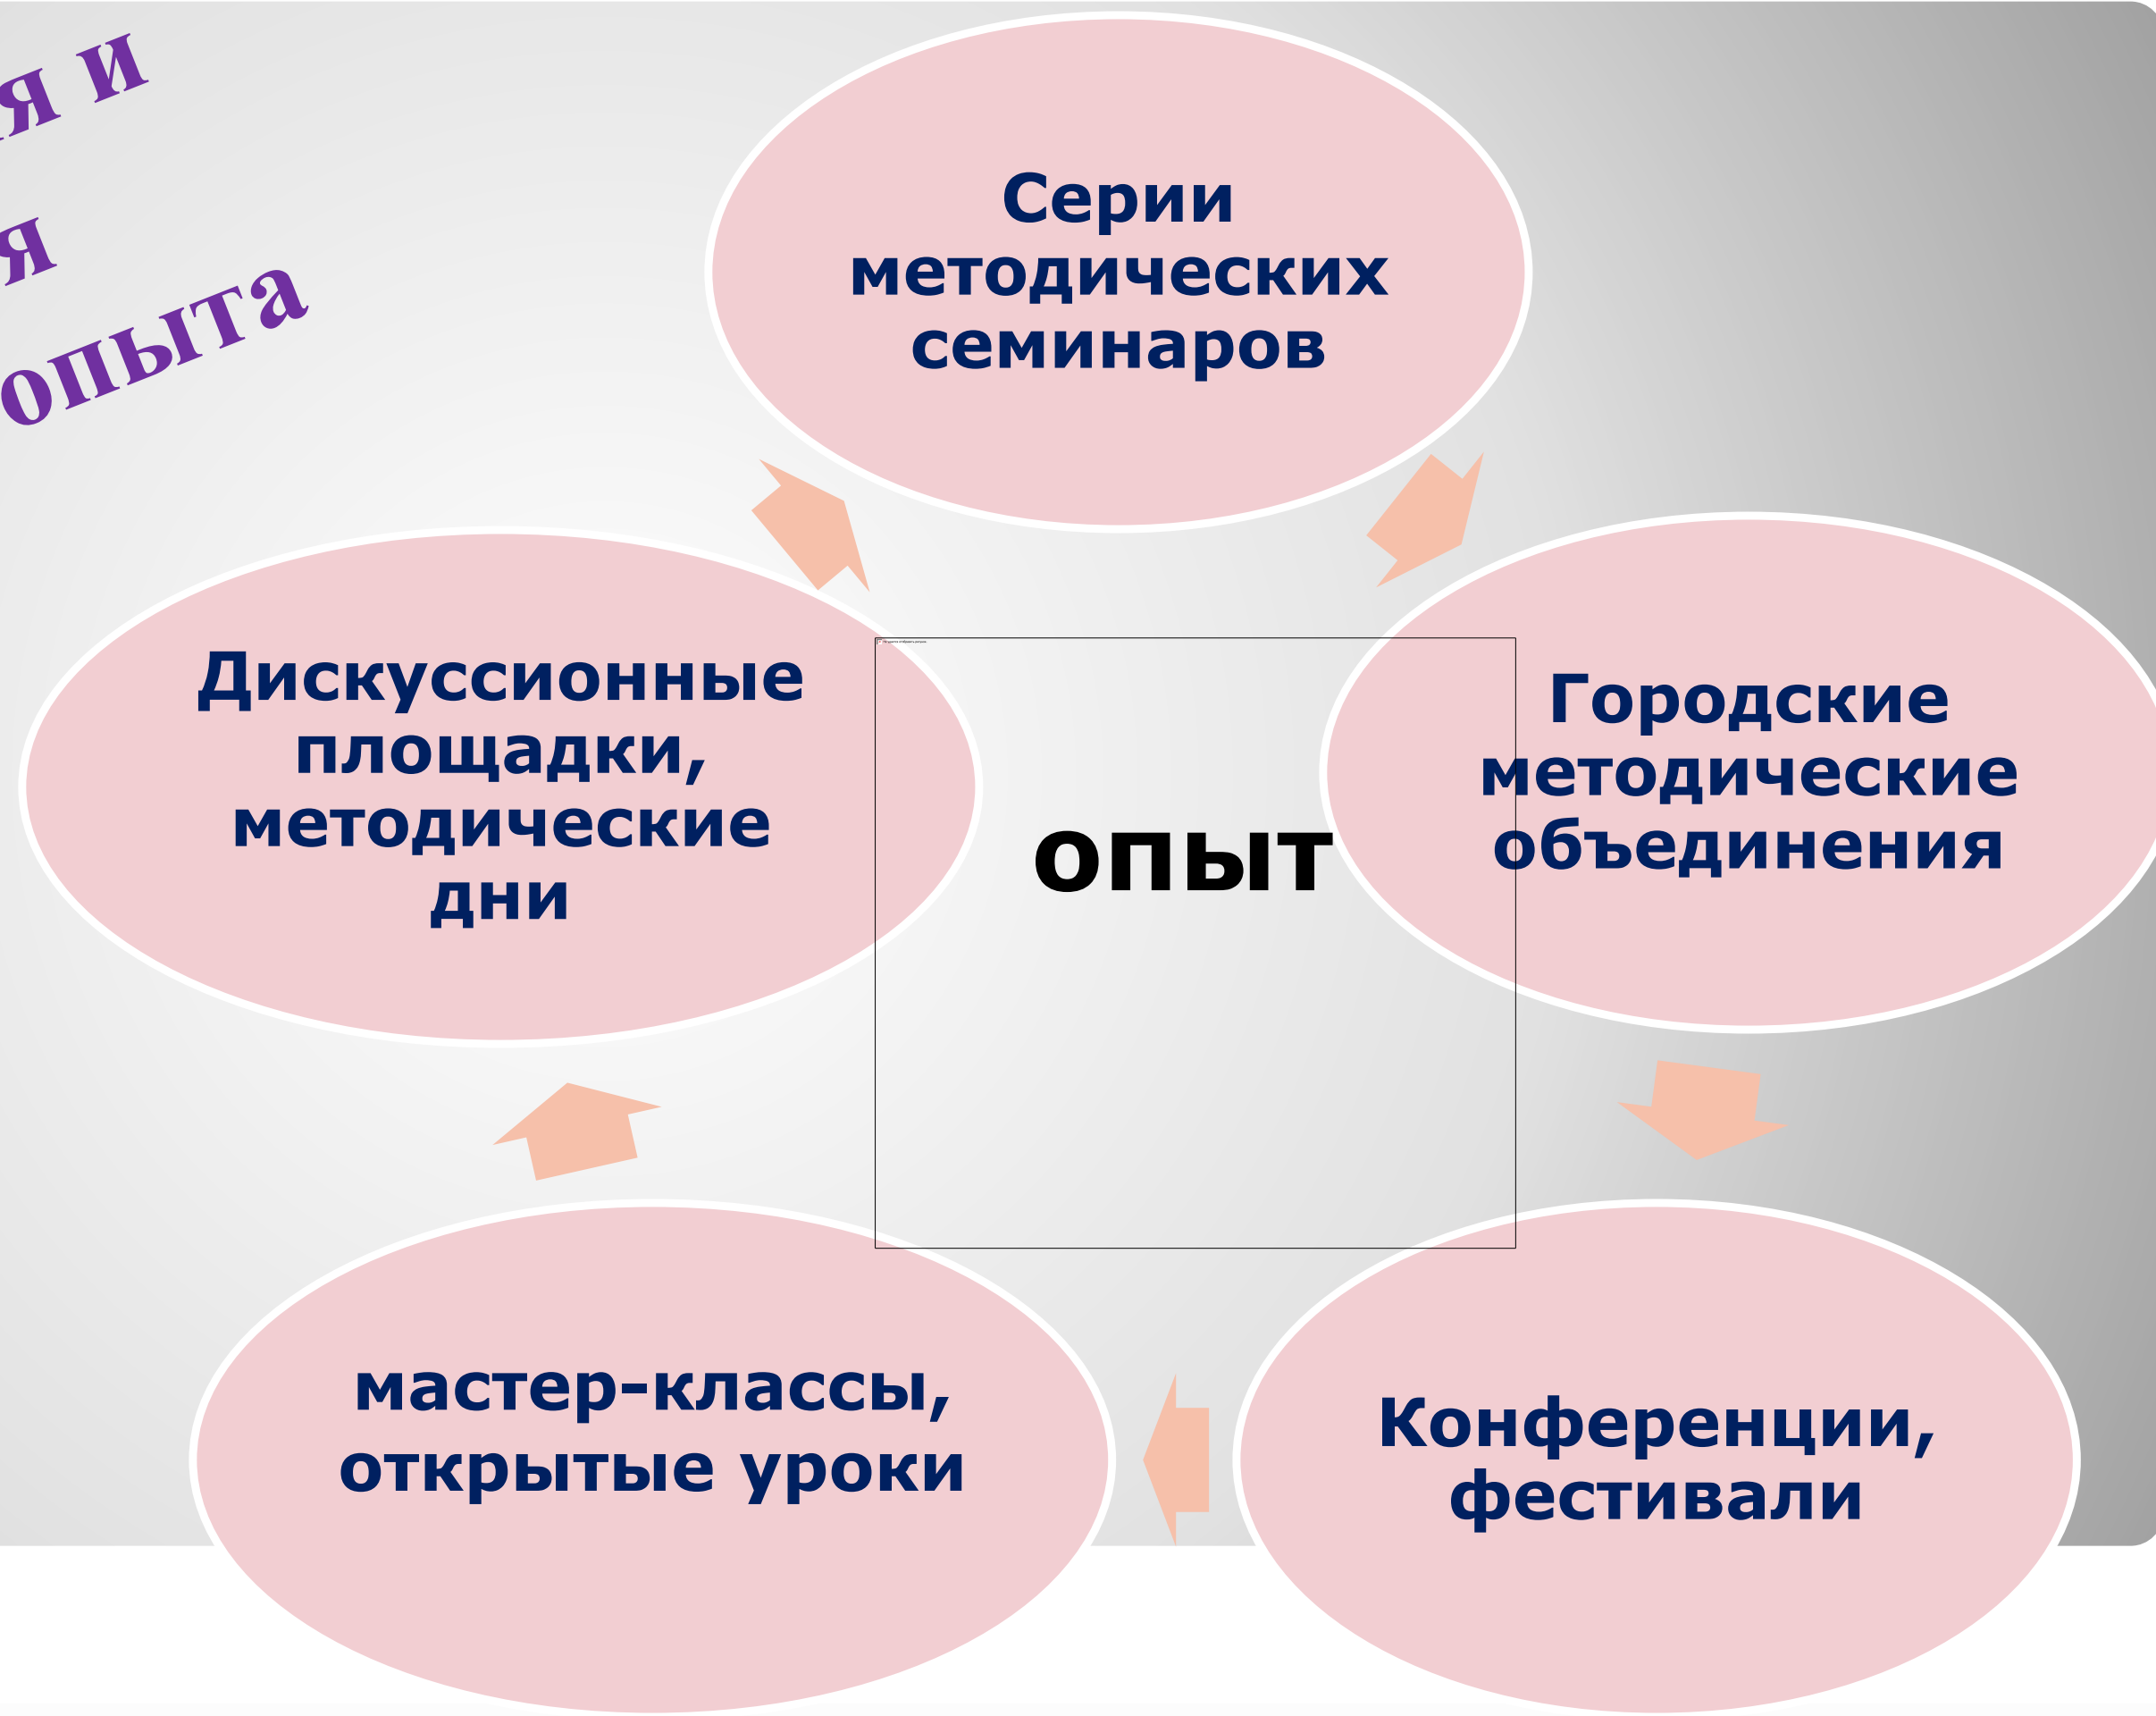 я и
я
опыта
Серии
методических
семинаров
Дискуссионные
площадки,
методические
дни
опыт
Городские
методические
объединения
мастер-классы,
открытые уроки
Конференции,
фестивали